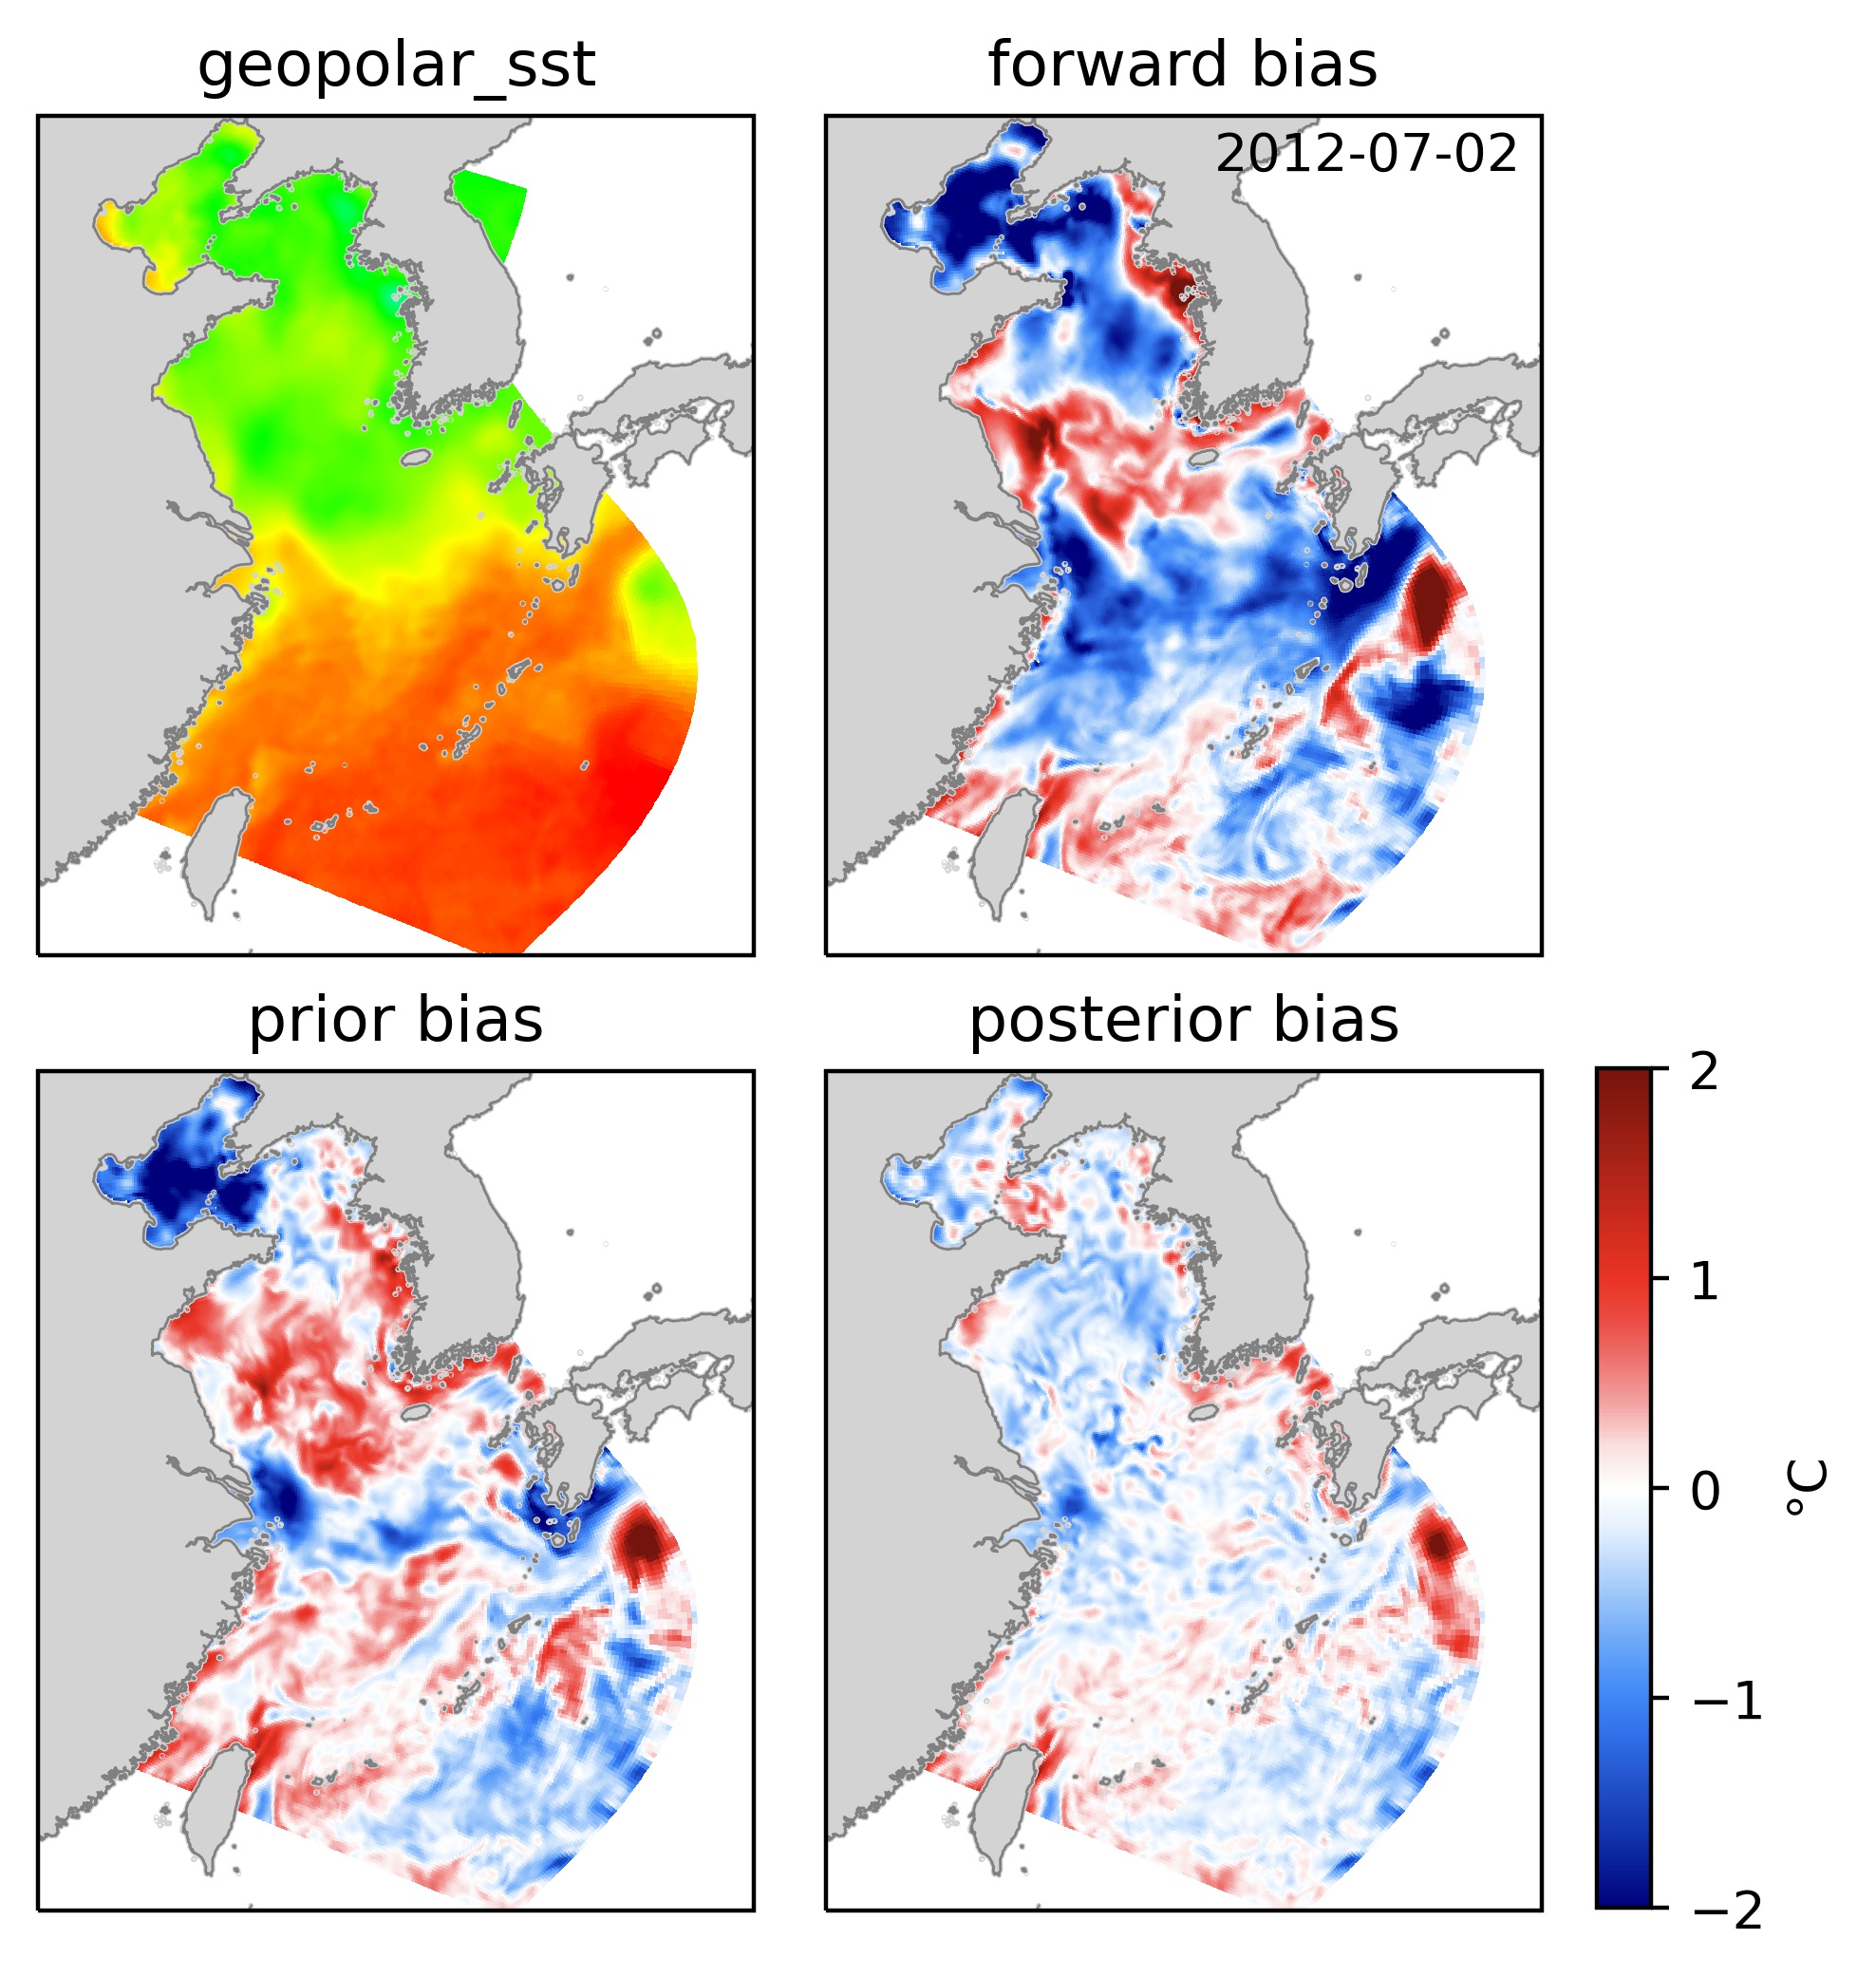 geopolar_sst
forward bias
2012-07-02
prior bias
posterior bias
2
1
0
−1
−2
°C